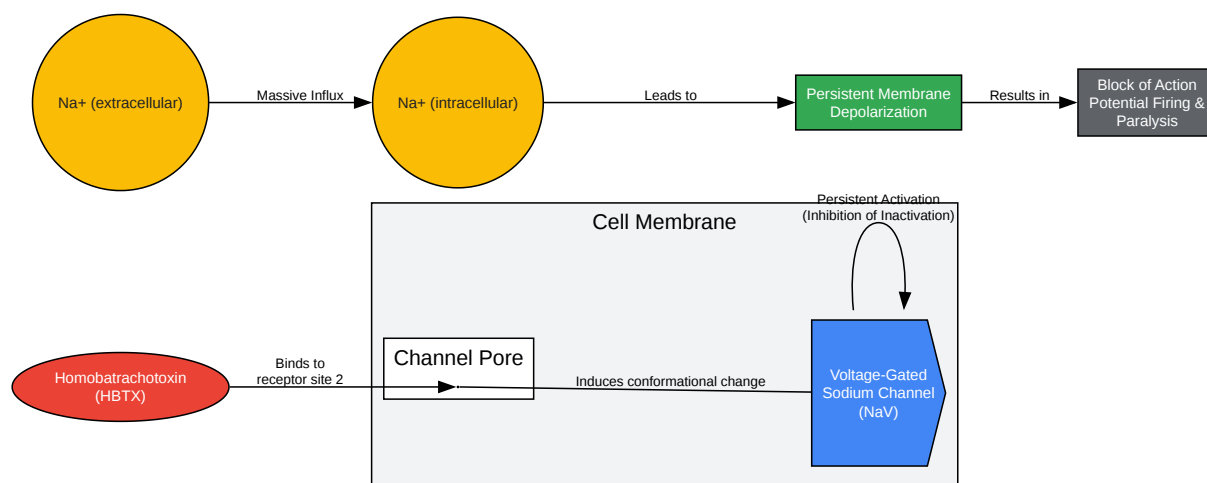 Na+ (extracellular)
Massive Influx
Na+ (intracellular)
Leads to
Persistent Membrane
Depolarization
Results in
Block of Action
Potential Firing &
Paralysis
Cell Membrane
Persistent Activation
(Inhibition of Inactivation)
Homobatrachotoxin
(HBTX)
Binds to
receptor site 2
Channel Pore
Induces conformational change
Voltage-Gated
Sodium Channel
(NaV)